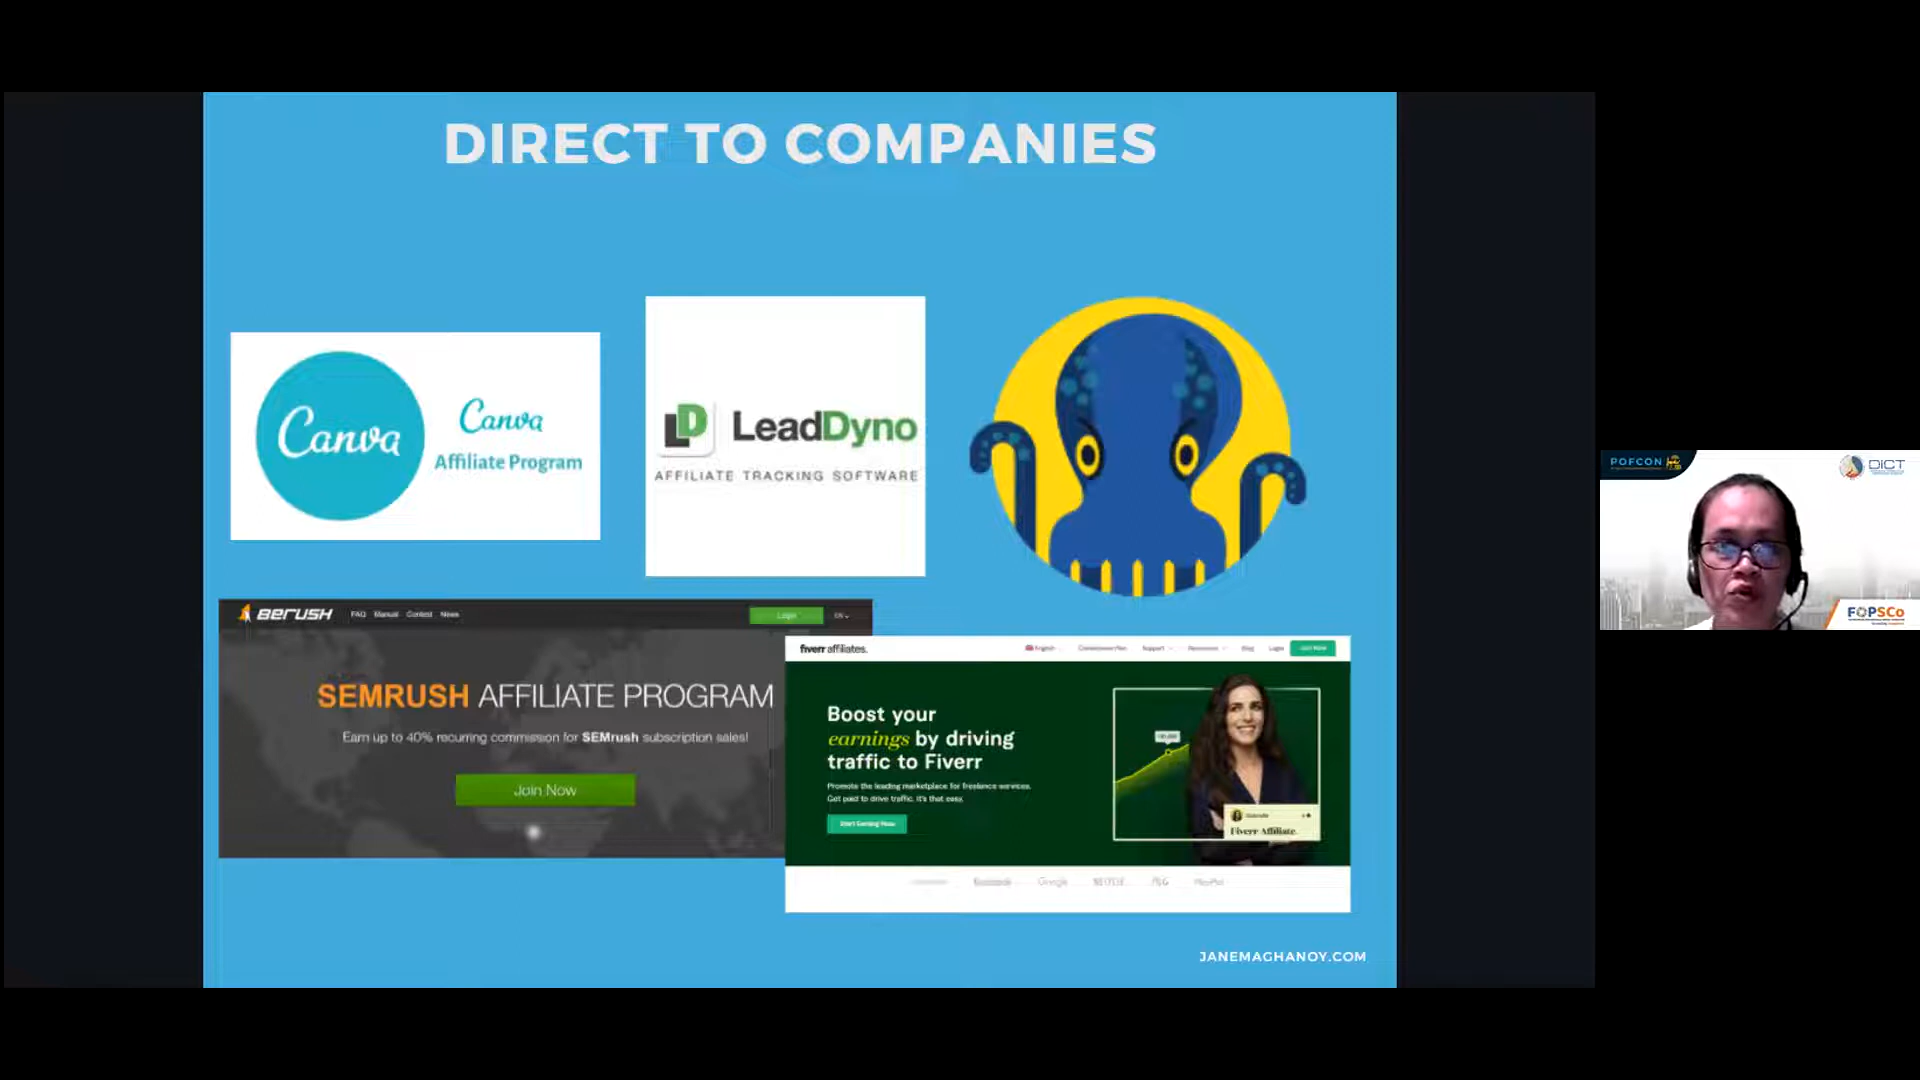 DIRECT TO COMPANIES
Canva
Canva
Affiliate Program
LD LeadDyno
AFFILIATE TRACKING SOFTWARE
BERUSH FAQ Manual Contest News Login EN
SEMRUSH AFFILIATE PROGRAM
Earn up to 40% recurring commission for SEMrush subscription sales!
Join Now
fiverr affiliates. English Commission Plan Support Resources Blog Login Join Now
Boost your
earnings by driving
traffic to Fiverr
Promote the leading marketplace for freelance services.
Get paid to drive traffic. It's that easy.
Start Earning Now
Fiverr Affiliate
facebook Google NETFLIX P&G PayPal
JANEMAGHANOY.COM
POFCON
DICT
FOPSCo